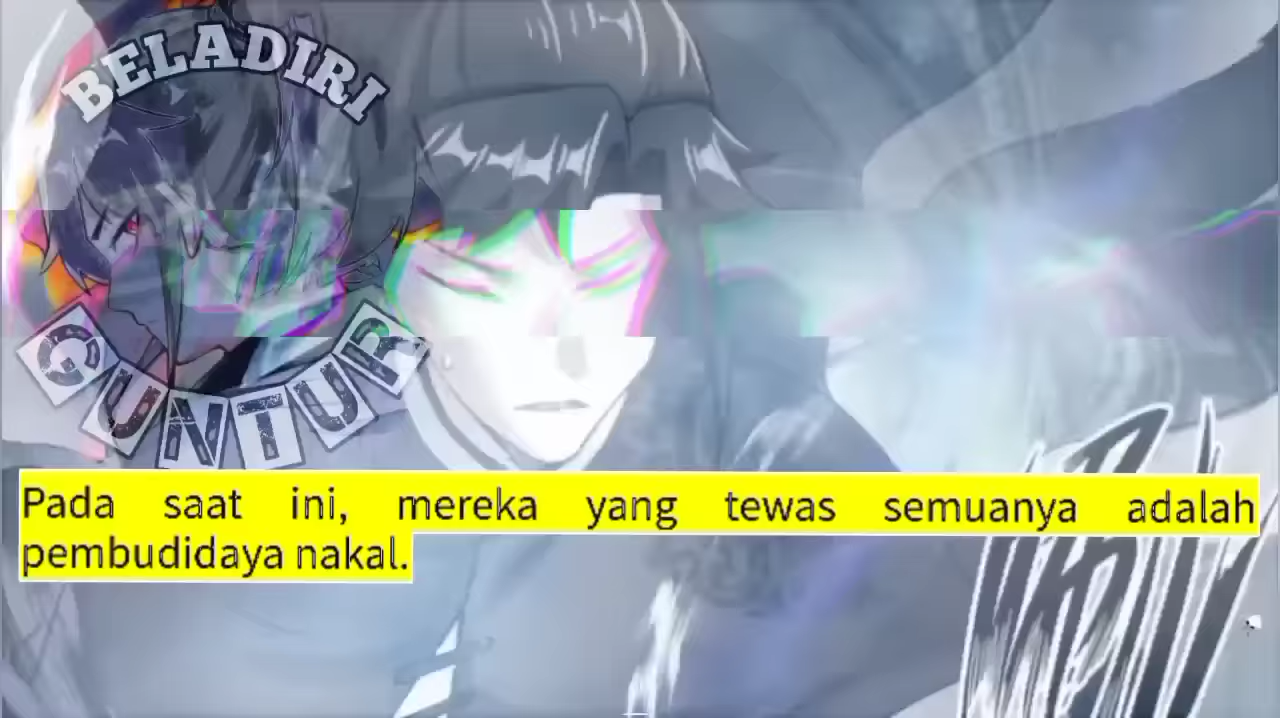 BELADIRI
GUNTUR
Pada saat ini, mereka yang tewas semuanya adalah
pembudidaya nakal.